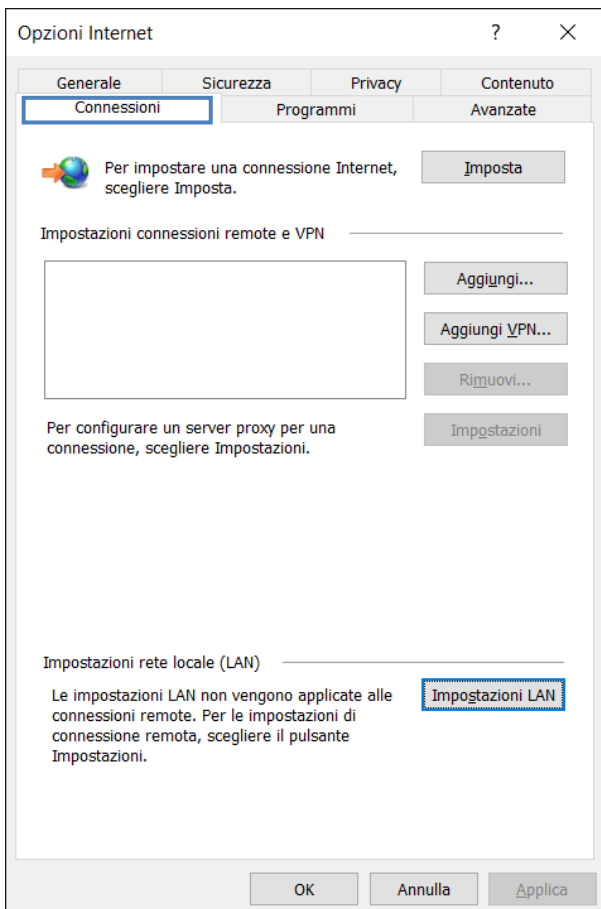 Opzioni Internet
?
Generale Sicurezza Privacy Contenuto
Connessioni Programmi Avanzate
Per impostare una connessione Internet,
scegliere Imposta.
Imposta
Impostazioni connessioni remote e VPN
Aggiungi...
Aggiungi VPN...
Rimuovi...
Per configurare un server proxy per una
connessione, scegliere Impostazioni.
Impostazioni
Impostazioni rete locale (LAN)
Le impostazioni LAN non vengono applicate alle
connessioni remote. Per le impostazioni di
connessione remota, scegliere il pulsante
Impostazioni.
Impostazioni LAN
OK Annulla Applica